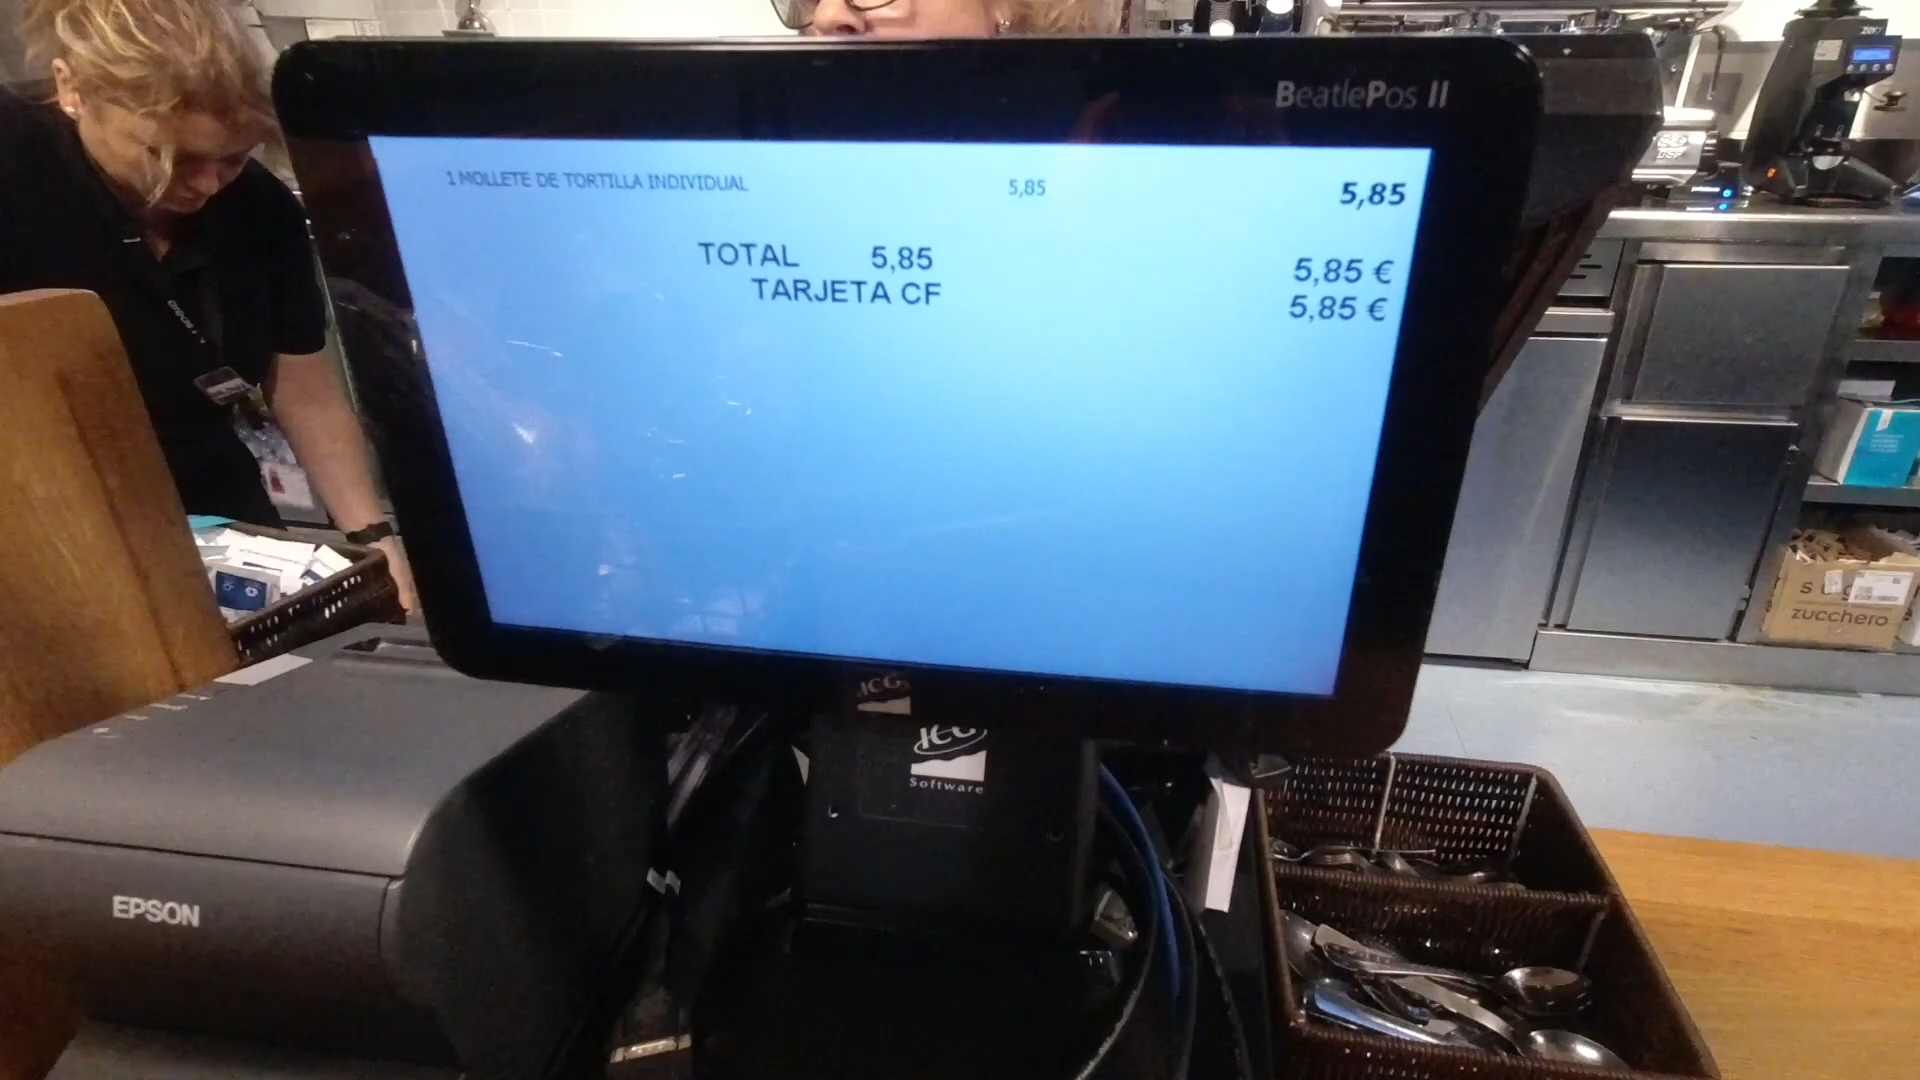 BeatlePos II
1 MOLLETE DE TORTILLA INDIVIDUAL 5,85 5,85
TOTAL 5,85 5,85 €
TARJETA CF 5,85 €
ICG
ICG
Software
EPSON
zucchero